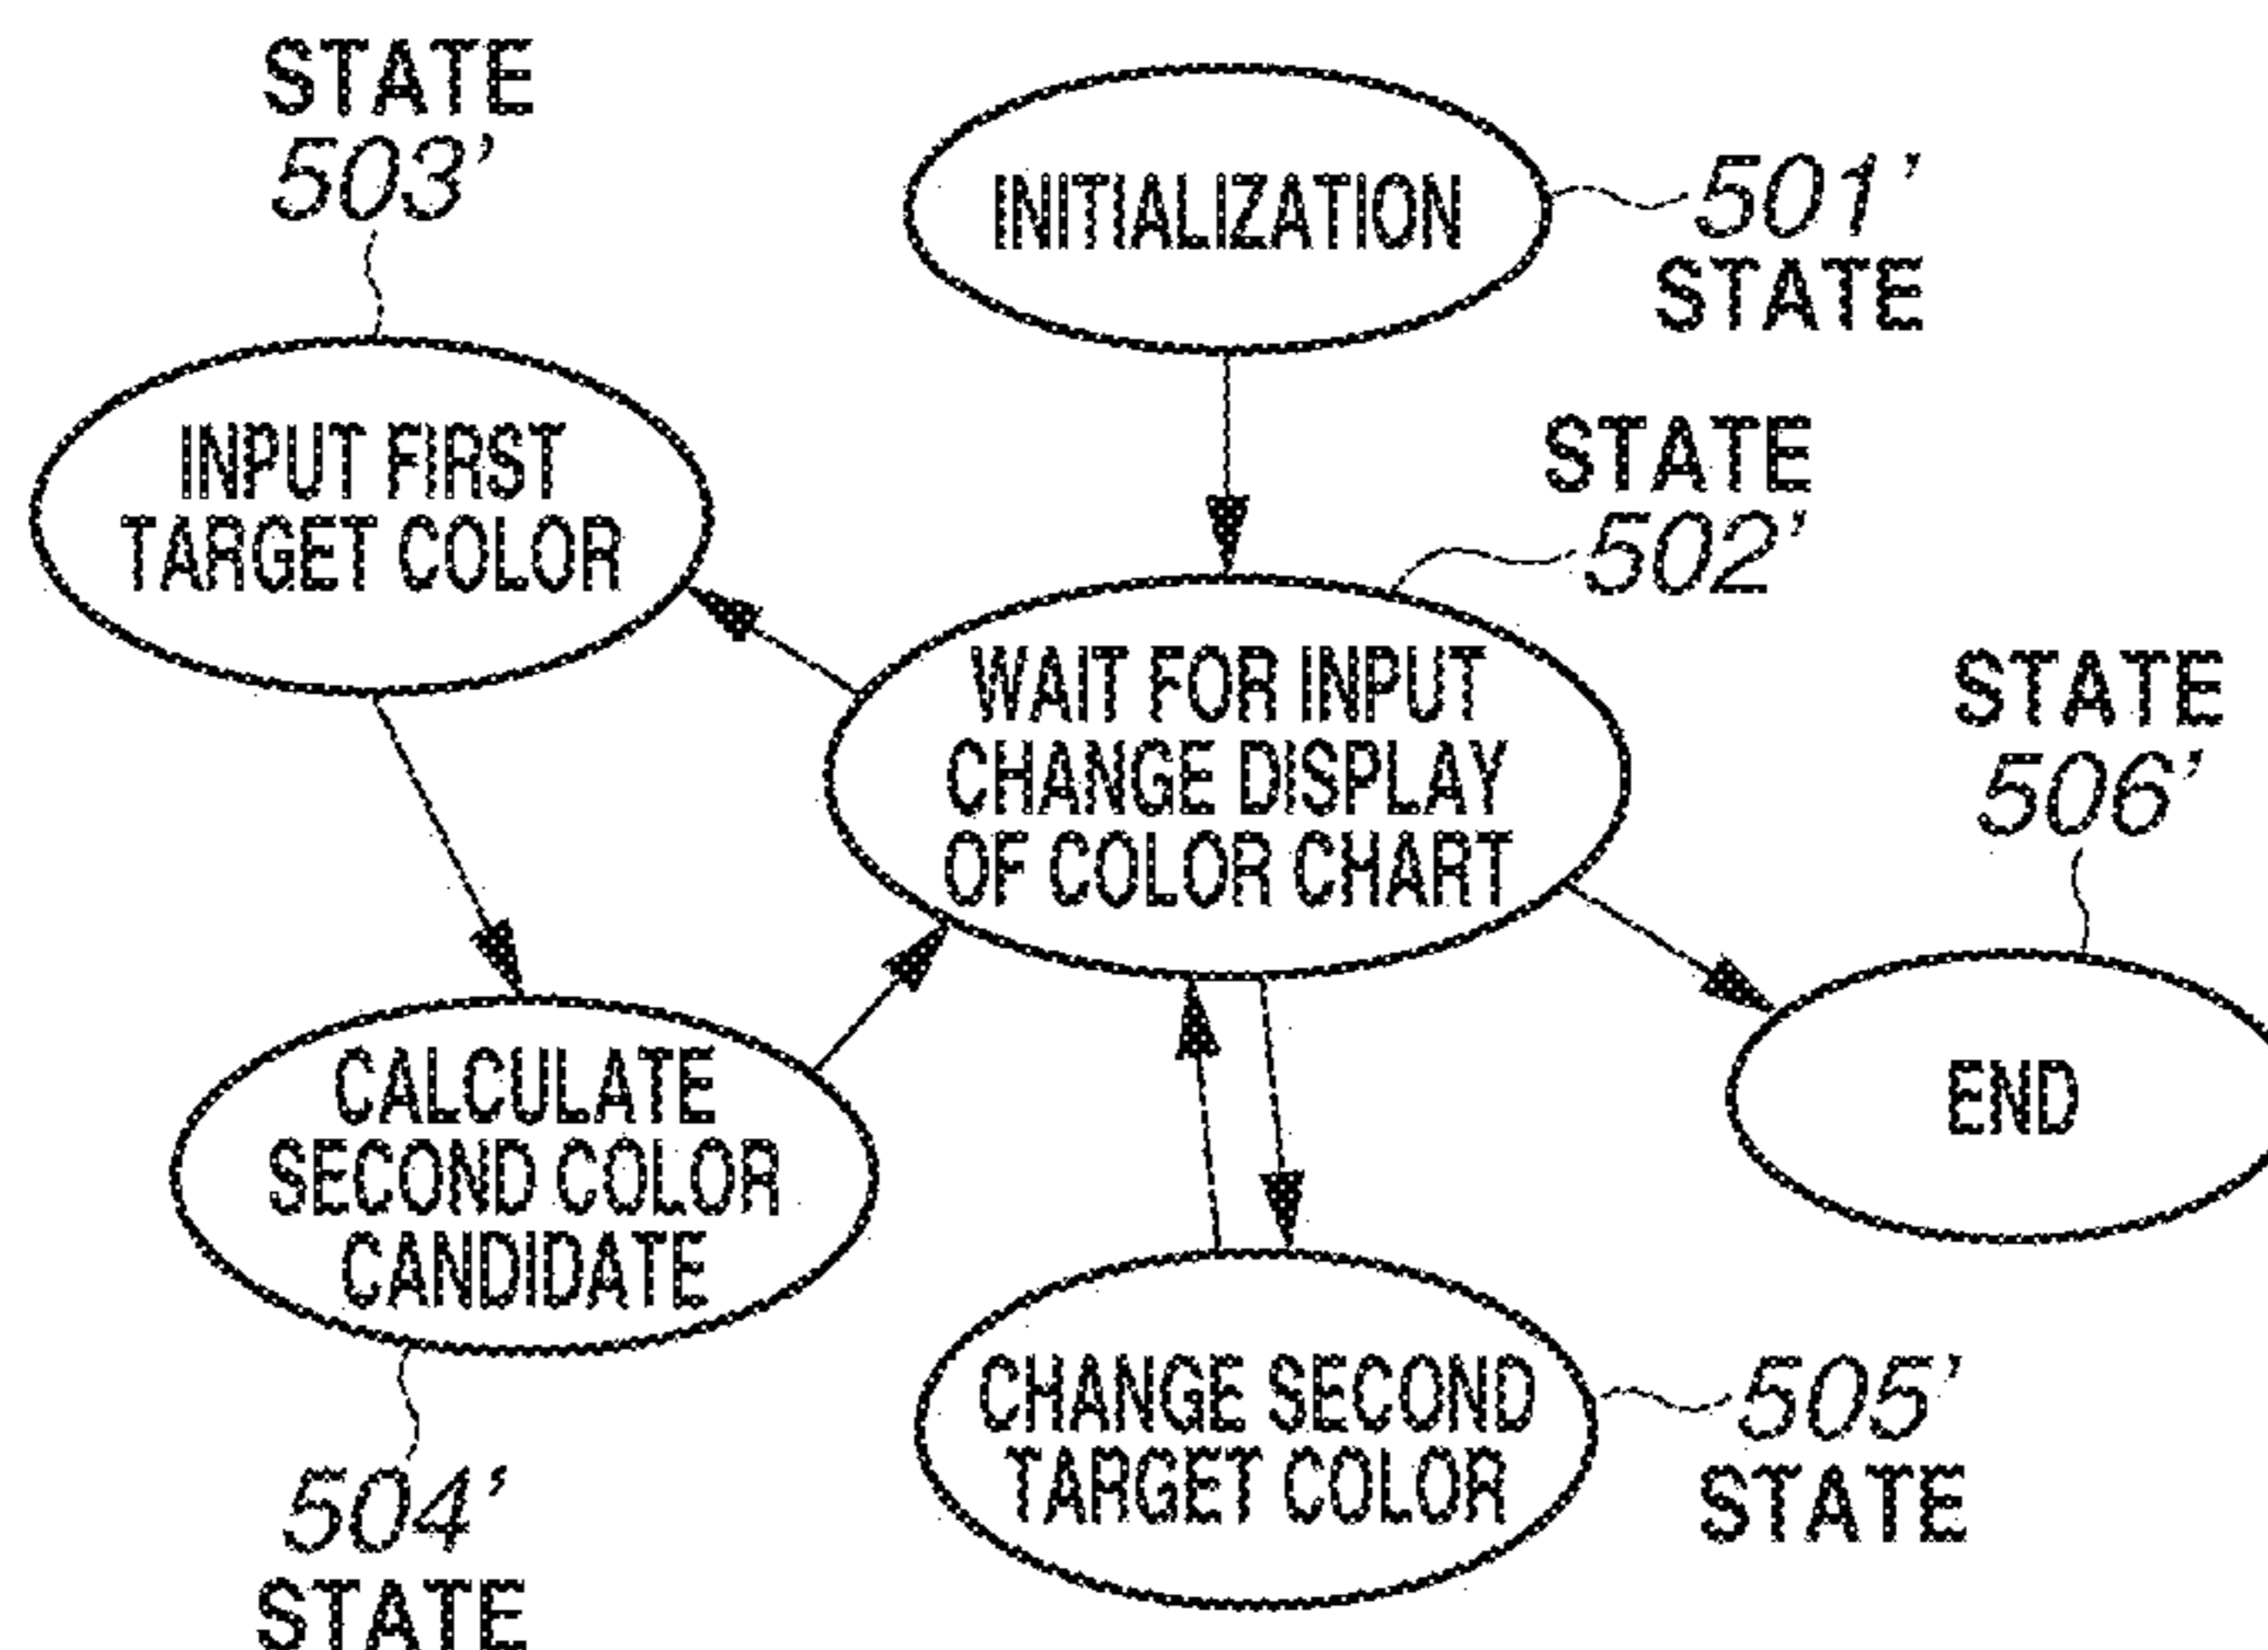 STATE
503'
INITIALIZATION
501'
STATE
INPUT FIRST
TARGET COLOR
STATE
502'
WAIT FOR INPUT
CHANGE DISPLAY
OF COLOR CHART
STATE
506'
END
CALCULATE
SECOND COLOR
CANDIDATE
504'
STATE
CHANGE SECOND
TARGET COLOR
505'
STATE